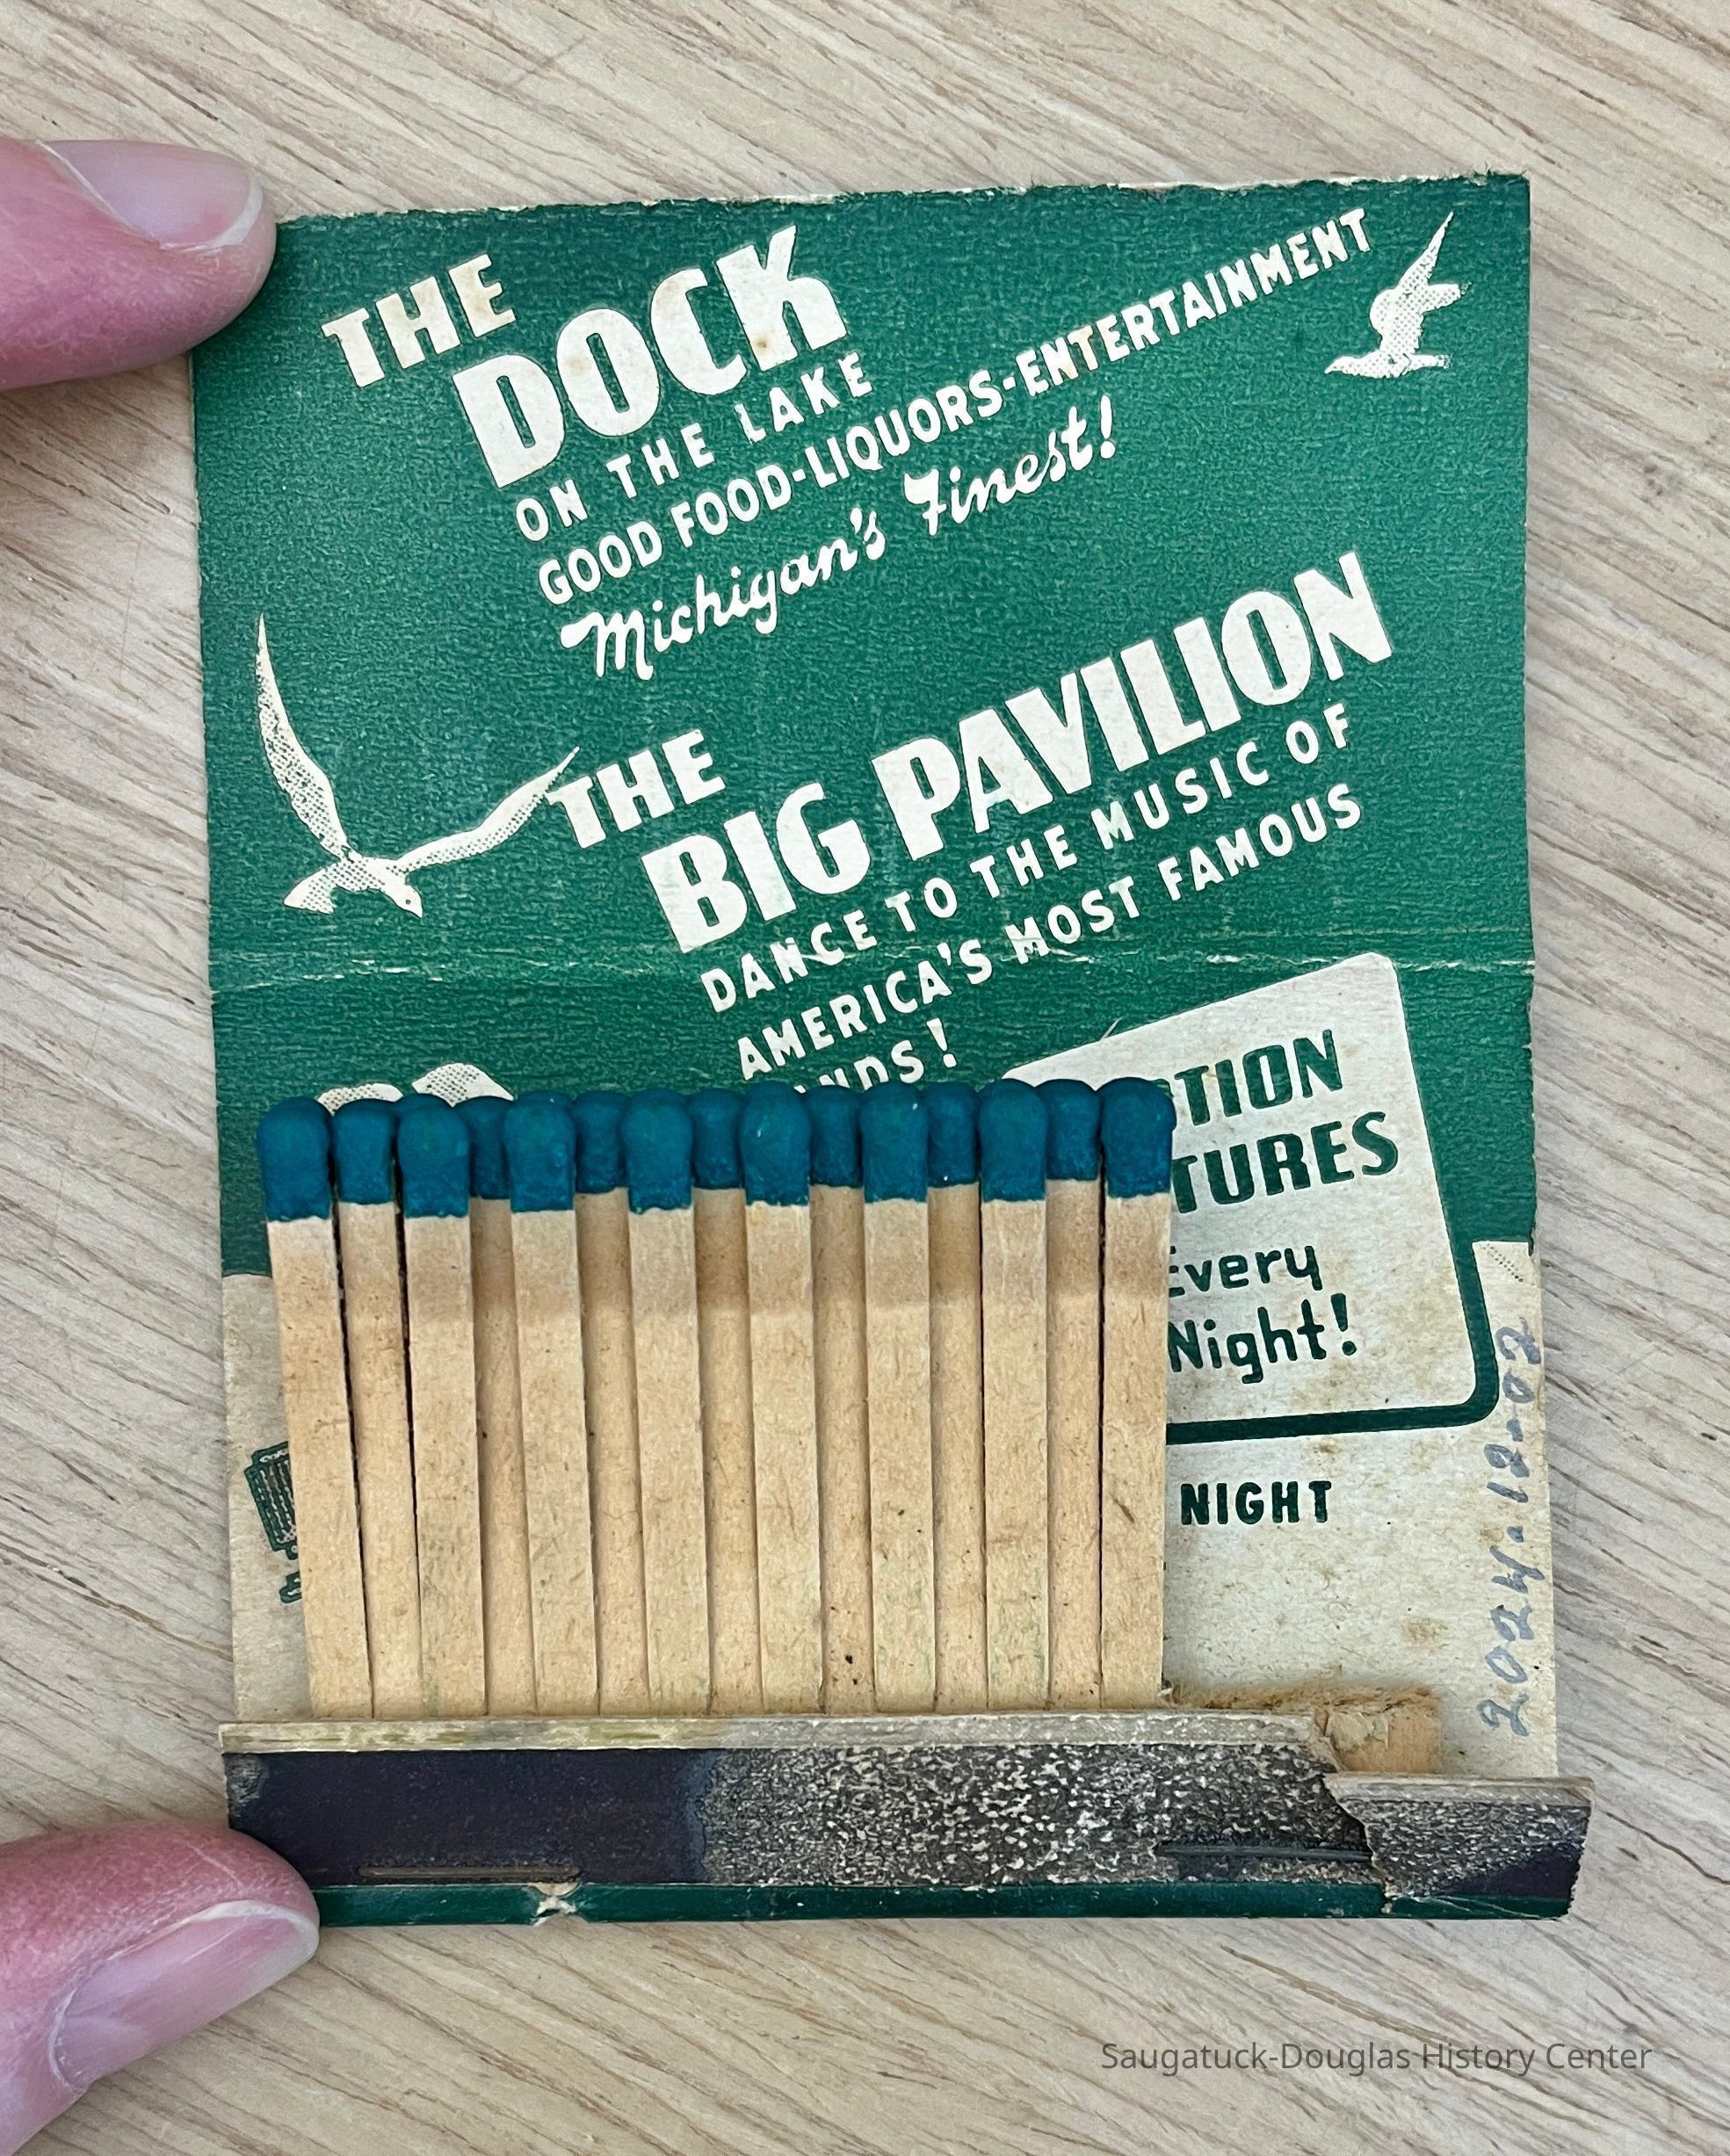 THE
DOCK
ON THE LAKE
GOOD FOOD-LIQUORS-ENTERTAINMENT
Michigan's Finest!
THE
BIG PAVILION
DANCE TO THE MUSIC OF
AMERICA'S MOST FAMOUS
NDS!
TION
TURES
Every
Night!
NIGHT
2024.12.02
Saugatuck-Douglas History Center